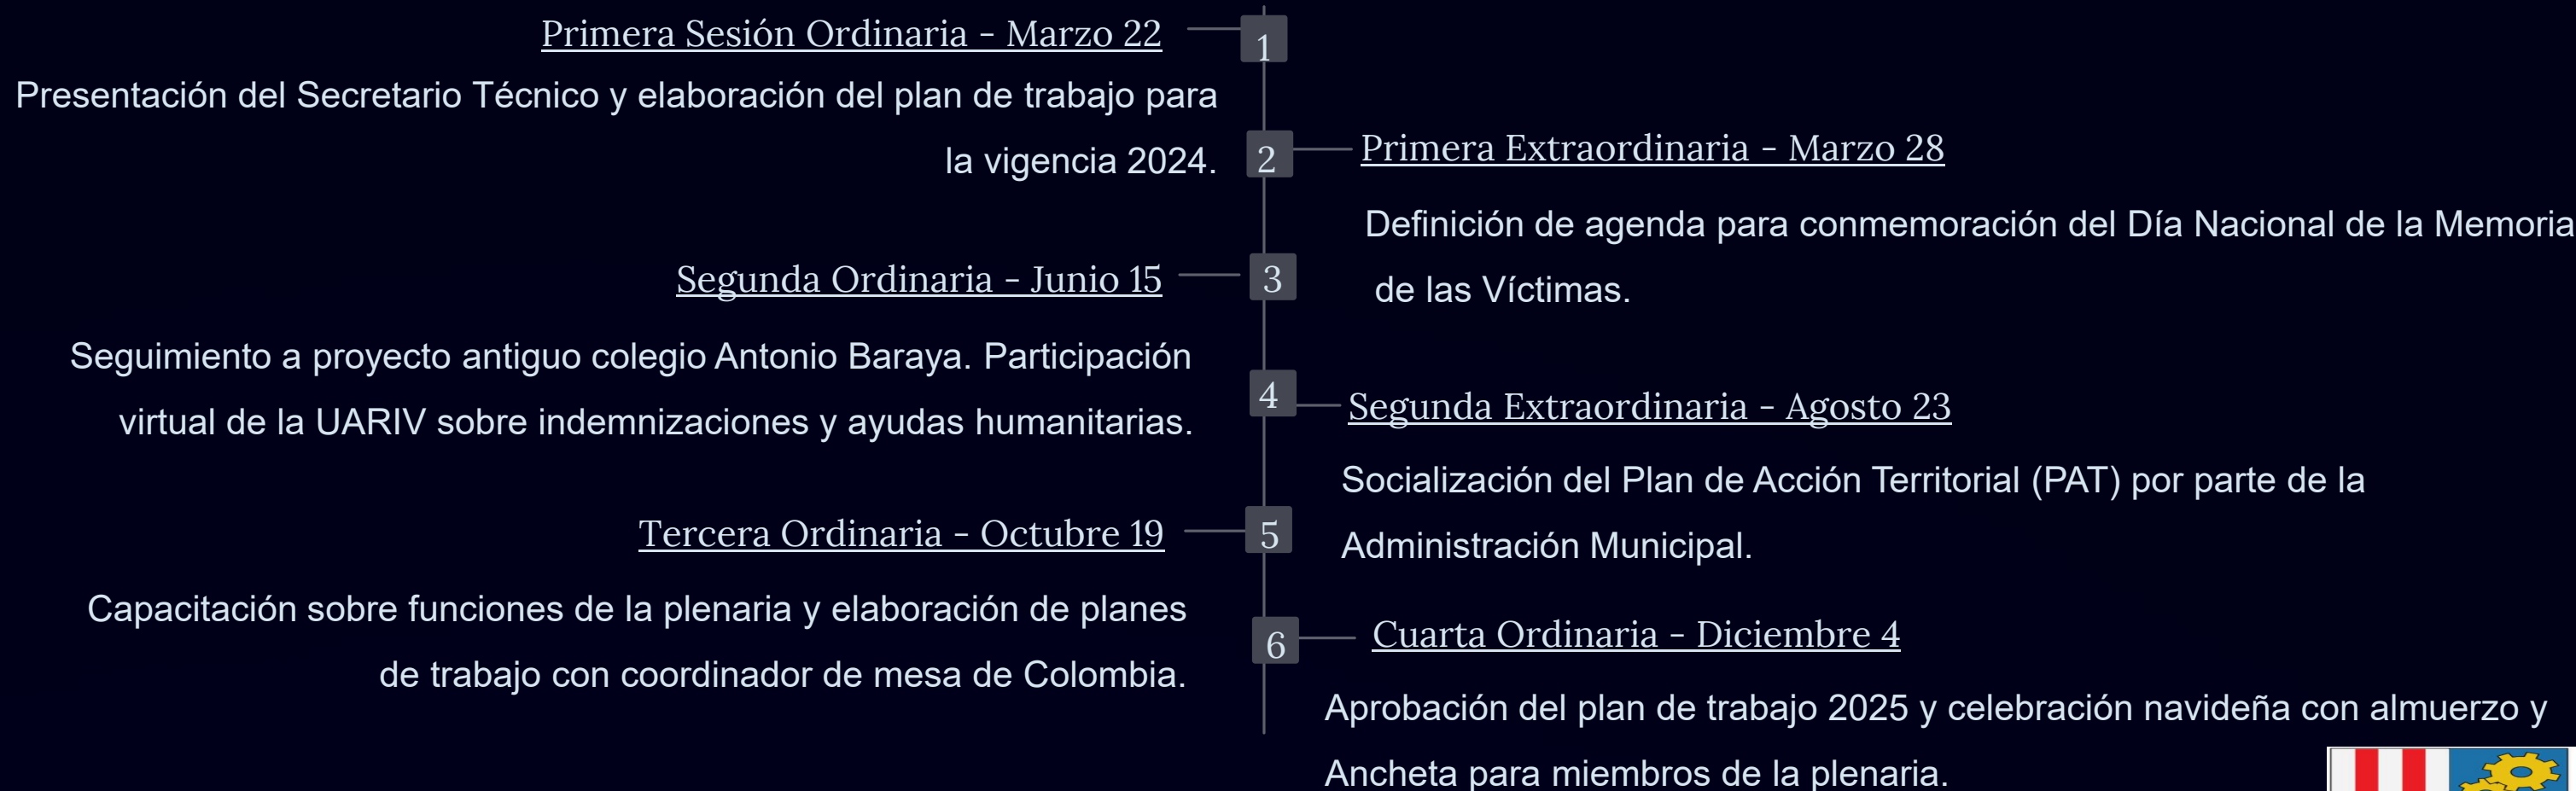 Primera Sesión Ordinaria - Marzo 22
1
Presentación del Secretario Técnico y elaboración del plan de trabajo para
la vigencia 2024.
2
Primera Extraordinaria - Marzo 28
Definición de agenda para conmemoración del Día Nacional de la Memoria
de las Víctimas.
Segunda Ordinaria - Junio 15
3
Seguimiento a proyecto antiguo colegio Antonio Baraya. Participación
virtual de la UARIV sobre indemnizaciones y ayudas humanitarias.
4
Segunda Extraordinaria - Agosto 23
Socialización del Plan de Acción Territorial (PAT) por parte de la
Administración Municipal.
Tercera Ordinaria - Octubre 19
5
Capacitación sobre funciones de la plenaria y elaboración de planes
de trabajo con coordinador de mesa de Colombia.
6
Cuarta Ordinaria - Diciembre 4
Aprobación del plan de trabajo 2025 y celebración navideña con almuerzo y
Ancheta para miembros de la plenaria.